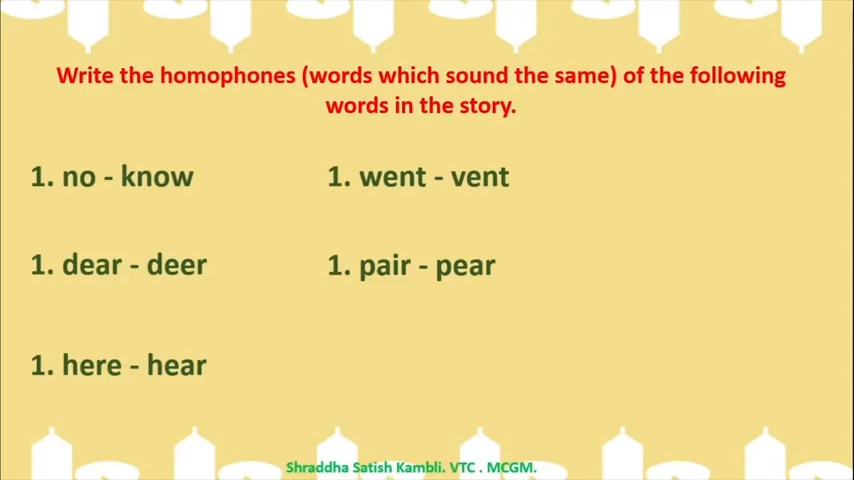 Write the homophones (words which sound the same) of the following
words in the story.
1. no - know
1. went - vent
1. dear - deer
1. pair - pear
1. here - hear
Shraddha Satish Kambli. VTC . MCGM.